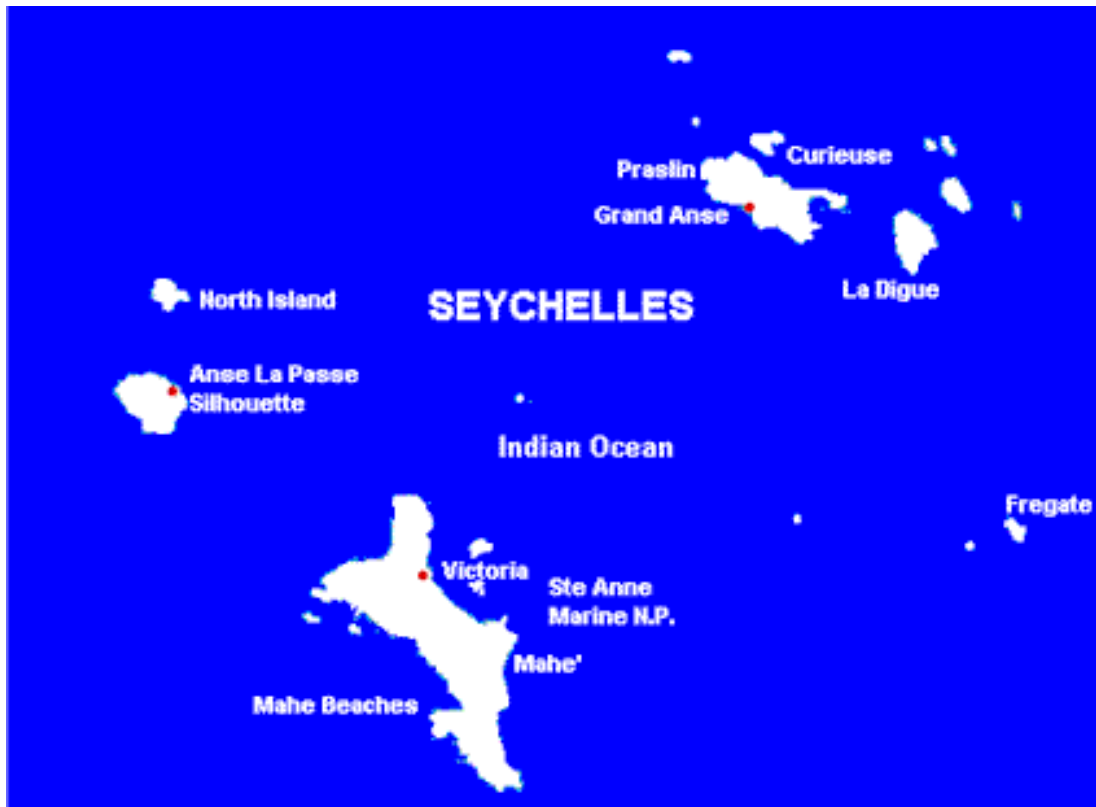 Curieuse
Praslin
Grand Anse
La Digue
North Island
SEYCHELLES
Anse La Passe
Silhouette
Indian Ocean
Fregate
Victoria
Ste Anne
Marine N.P.
Mahe'
Mahe Beaches